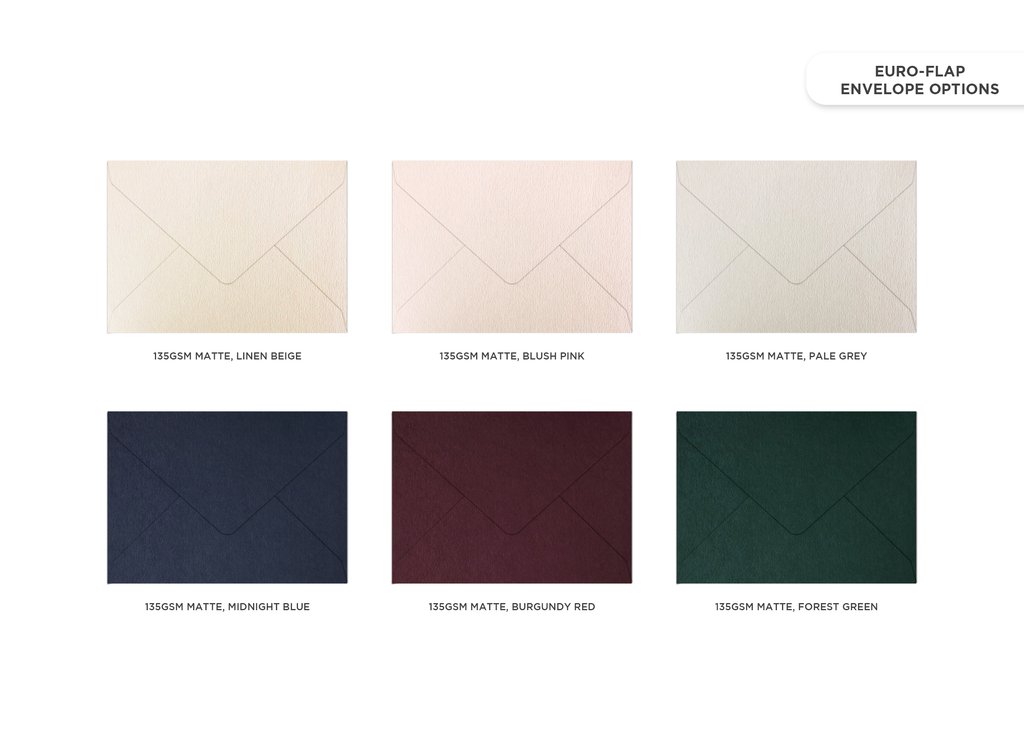 EURO-FLAP
ENVELOPE OPTIONS
135GSM MATTE, LINEN BEIGE
135GSM MATTE, BLUSH PINK
135GSM MATTE, PALE GREY
135GSM MATTE, MIDNIGHT BLUE
135GSM MATTE, BURGUNDY RED
135GSM MATTE, FOREST GREEN